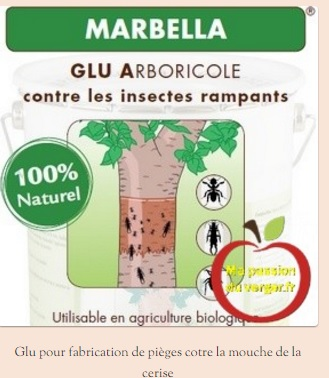 MARBELLA ®
GLU ARBORICOLE
contre les insectes rampants
100%
Naturel
Ma passion
du verger.fr
Utilisable en agriculture biologique
Glu pour fabrication de pièges cotre la mouche de la
cerise